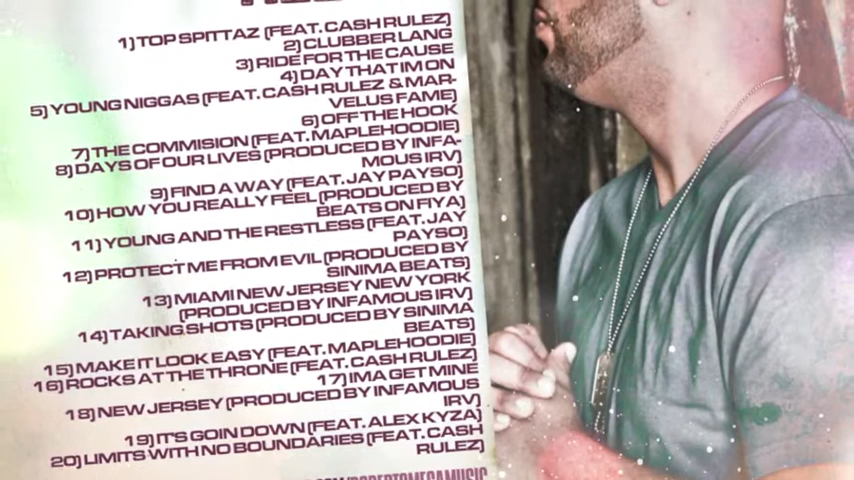 1) TOP SPITTAZ (FEAT. CASH RULEZ)
2) CLUBBER LANG
3) RIDE FOR THE CAUSE
4) DAY THAT IM ON
5) YOUNG NIGGAS (FEAT. CASH RULEZ & MAR-
VELUS FAME)
6) OFF THE HOOK
7) THE COMMISION (FEAT. MAPLEHOODIE)
8) DAYS OF OUR LIVES (PRODUCED BY INFA-
MOUS IRV)
9) FIND A WAY (FEAT. JAY PAYSO)
10) HOW YOU REALLY FEEL (PRODUCED BY
BEATS ON FIYA)
11) YOUNG AND THE RESTLESS (FEAT. JAY
PAYSO)
12) PROTECT ME FROM EVIL (PRODUCED BY
SINIMA BEATS)
13) MIAMI NEW JERSEY NEW YORK
(PRODUCED BY INFAMOUS IRV)
14) TAKING SHOTS (PRODUCED BY SINIMA
BEATS)
15) MAKE IT LOOK EASY (FEAT. MAPLEHOODIE)
16) ROCKS AT THE THRONE (FEAT. CASH RULEZ)
17) IMA GET MINE
18) NEW JERSEY (PRODUCED BY INFAMOUS
IRV)
19) IT'S GOIN DOWN (FEAT. ALEX KYZA)
20) LIMITS WITH NO BOUNDARIES (FEAT. CASH
RULEZ)